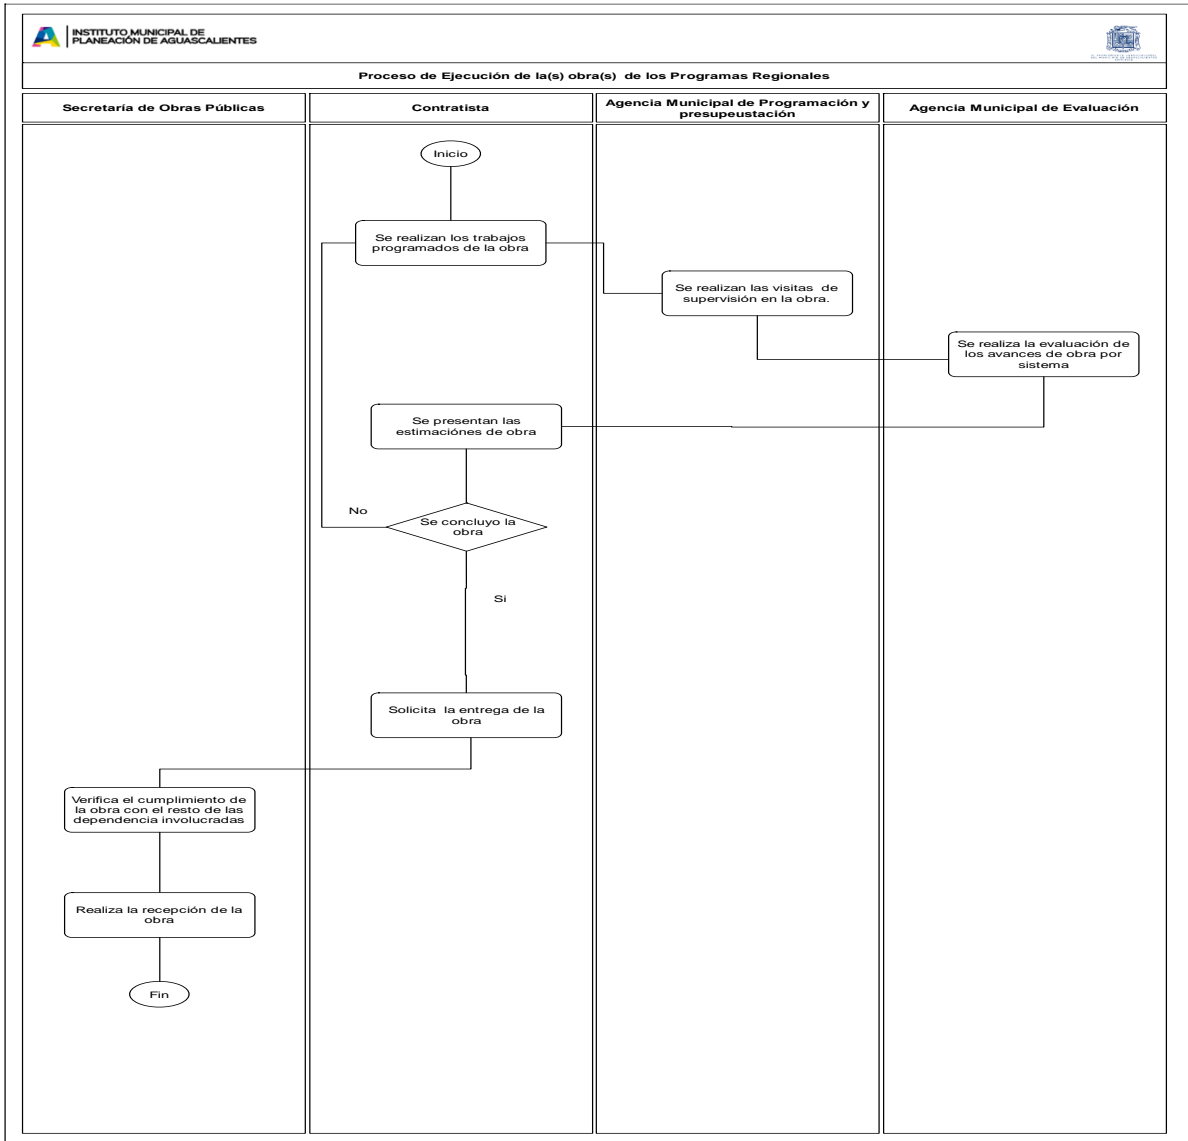 INSTITUTO MUNICIPAL DE
PLANEACIÓN DE AGUASCALIENTES
Proceso de Ejecución de la(s) obra(s) de los Programas Regionales
Secretaría de Obras Públicas
Contratista
Agencia Municipal de Programación y
presupeustación
Agencia Municipal de Evaluación
Inicio
Se realizan los trabajos
programados de la obra
Se realizan las visitas de
supervisión en la obra.
Se realiza la evaluación de
los avances de obra por
sistema
Se presentan las
estimaciónes de obra
No
Se concluyo la
obra
Si
Solicita la entrega de la
obra
Verifica el cumplimiento de
la obra con el resto de las
dependencia involucradas
Realiza la recepción de la
obra
Fin